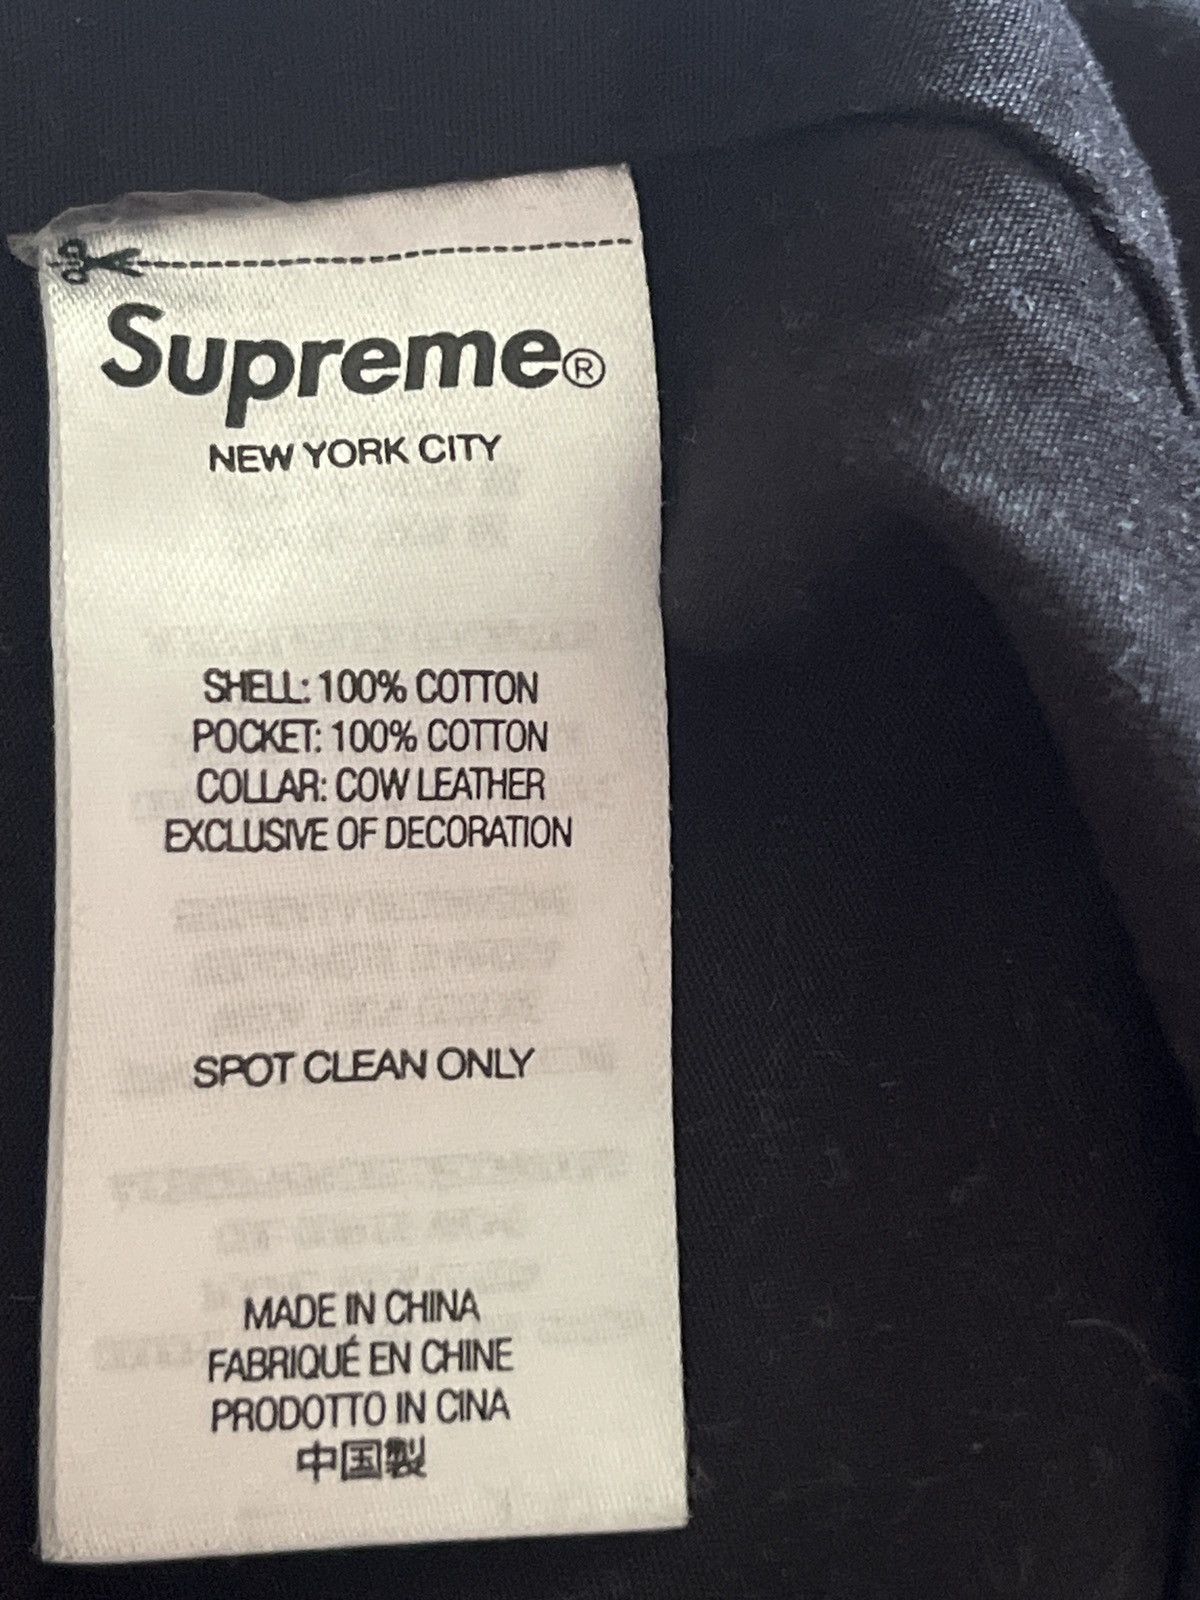 Supreme®
NEW YORK CITY
SHELL: 100% COTTON
POCKET: 100% COTTON
COLLAR: COW LEATHER
EXCLUSIVE OF DECORATION
SPOT CLEAN ONLY
MADE IN CHINA
FABRIQUÉ EN CHINE
PRODOTTO IN CINA
中国製